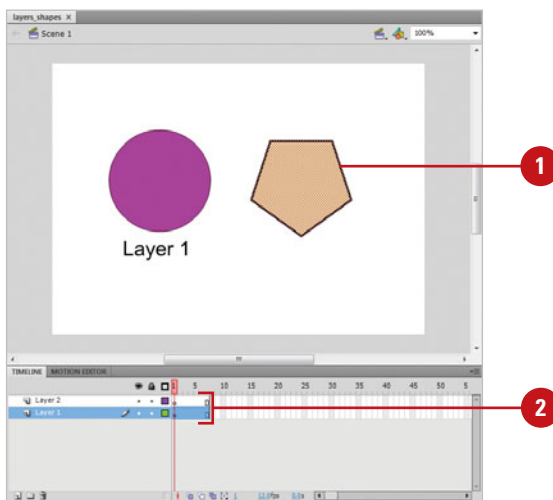 layers_shapes ×
Scene 1
100%
1
Layer 1
TIMELINE MOTION EDITOR
5 10 15 20 25 30 35 40 45 50 5
Layer 2
Layer 1
2